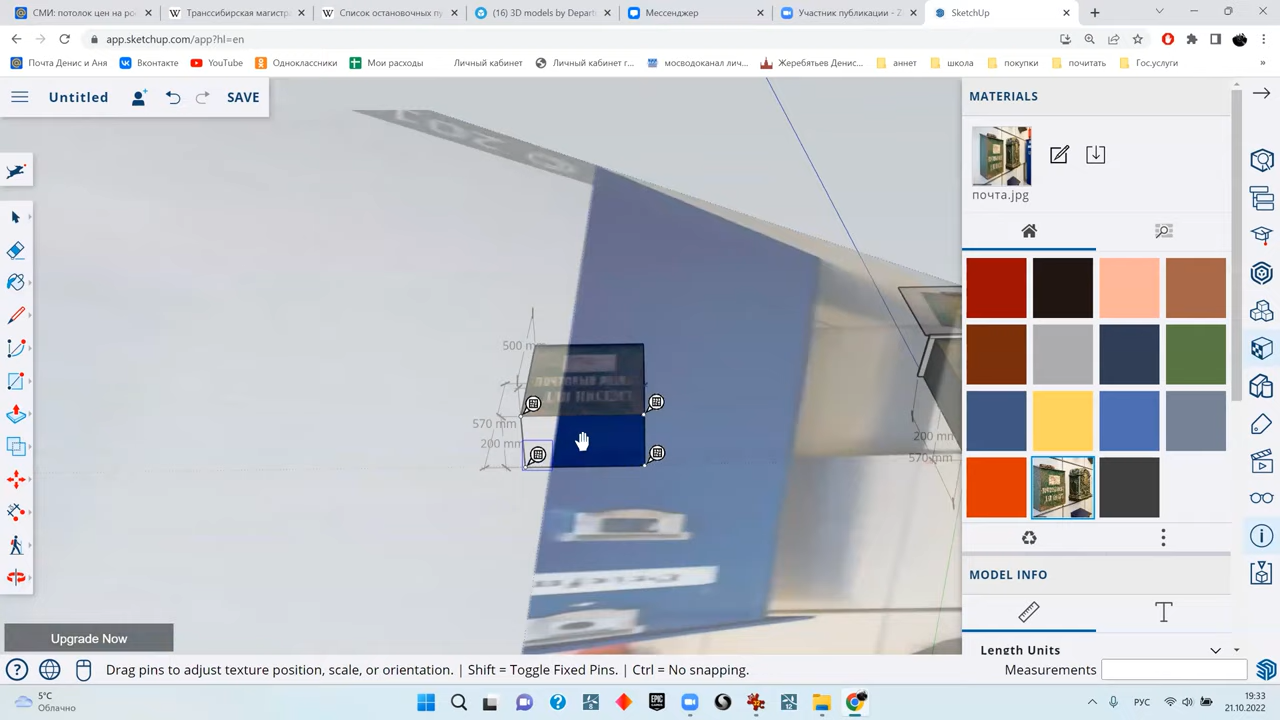 СМИ: потолок цен на рос
Транссибирская магистр
Список остановочных пу
(16) 3D models by Departi
Мессенджер
Участник публикации - Z
SketchUp
app.sketchup.com/app?hl=en
Почта Денис и Аня
Вконтакте
YouTube
Одноклассники
Мои расходы
Личный кабинет
Личный кабинет г...
мосводоканал лич...
Жеребятьев Денис...
аннет
школа
покупки
почитать
Гос.услуги
»
Untitled
SAVE
MATERIALS
почта.jpg
500 mm
570 mm
200 mm
200 mm
570 mm
MODEL INFO
Length Units
Upgrade Now
Drag pins to adjust texture position, scale, or orientation. | Shift = Toggle Fixed Pins. | Ctrl = No snapping.
Measurements
5°C
Облачно
РУС
19:33
21.10.2022